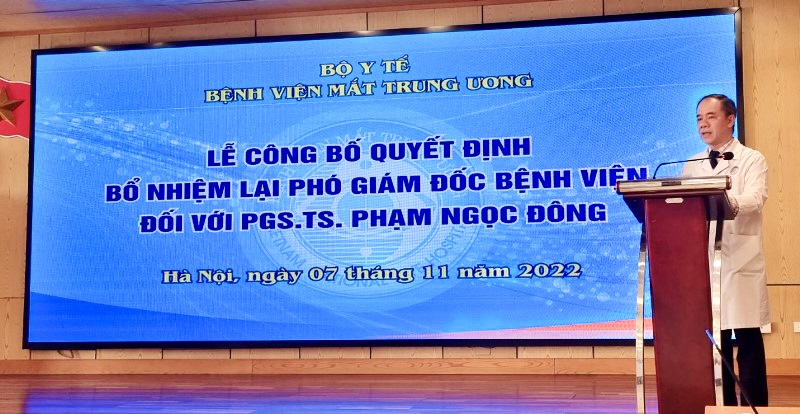 BỘ Y TẾ
BỆNH VIỆN MẮT TRUNG ƯƠNG
LỄ CÔNG BỐ QUYẾT ĐỊNH
BỔ NHIỆM LẠI PHÓ GIÁM ĐỐC BỆNH VIỆN
ĐỐI VỚI PGS.TS. PHẠM NGỌC ĐÔNG
Hà Nội, ngày 07 tháng 11 năm 2022